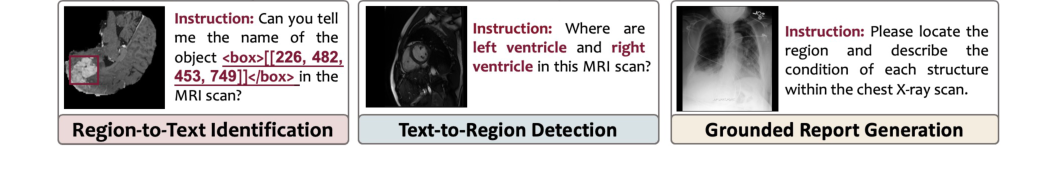 Instruction: Can you tell
me the name of the
object <box>[[226, 482,
453, 749]]</box> in the
MRI scan?
Region-to-Text Identification
Instruction: Where are
left ventricle and right
ventricle in this MRI scan?
Text-to-Region Detection
Instruction: Please locate the
region and describe the
condition of each structure
within the chest X-ray scan.
Grounded Report Generation